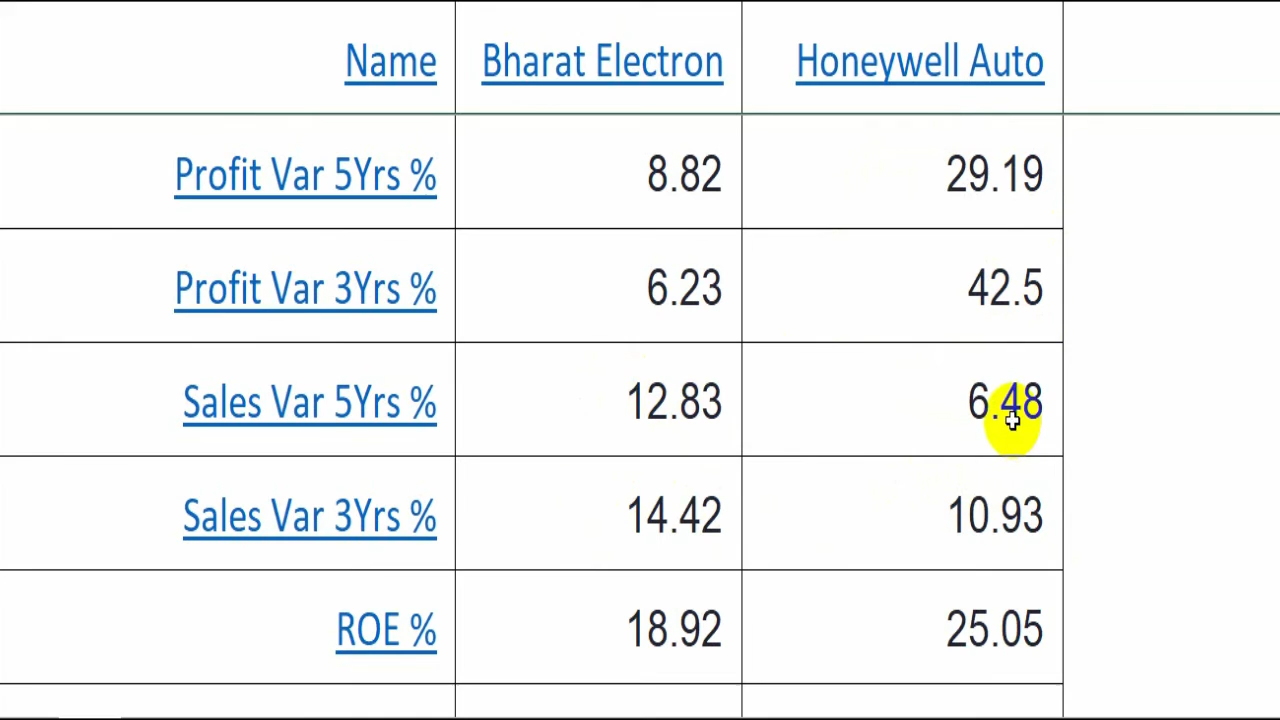 Name Bharat Electron Honeywell Auto
Profit Var 5Yrs % 8.82 29.19
Profit Var 3Yrs % 6.23 42.5
Sales Var 5Yrs % 12.83 6.48
Sales Var 3Yrs % 14.42 10.93
ROE % 18.92 25.05